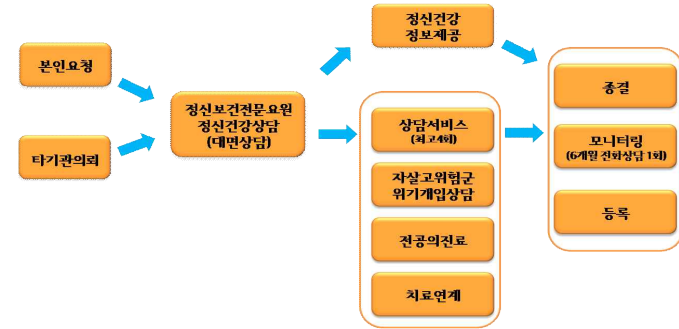 본인요청
타기관의뢰
정신보건전문요원
정신건강상담
(대면상담)
정신건강
정보제공
상담서비스
(최고4회)
자살고위험군
위기개입상담
전공의진료
치료연계
종결
모니터링
(6개월 전화상담 1회)
등록